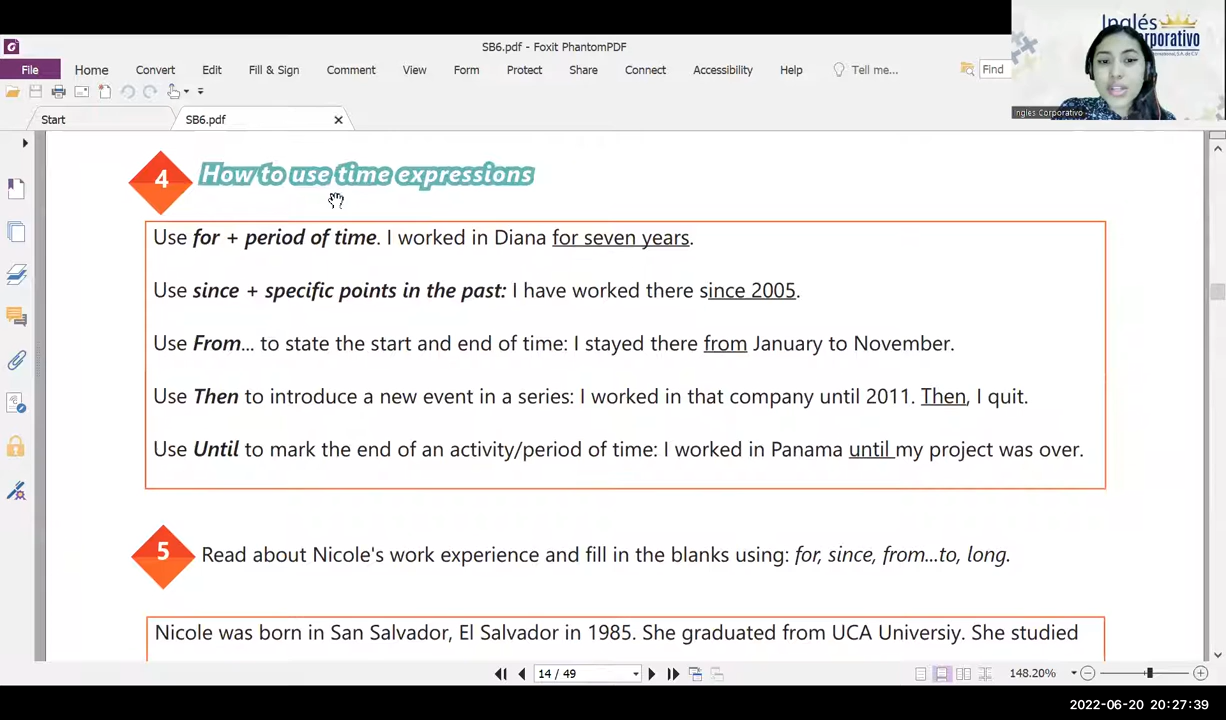 SB6.pdf - Foxit PhantomPDF
File Home Convert Edit Fill & Sign Comment View Form Protect Share Connect Accessibility Help Tell me... Find
Start SB6.pdf
Inglés
Corporativo
Ingles Corporativo
4 How to use time expressions
Use for + period of time. I worked in Diana for seven years.
Use since + specific points in the past: I have worked there since 2005.
Use From... to state the start and end of time: I stayed there from January to November.
Use Then to introduce a new event in a series: I worked in that company until 2011. Then, I quit.
Use Until to mark the end of an activity/period of time: I worked in Panama until my project was over.
5 Read about Nicole's work experience and fill in the blanks using: for, since, from...to, long.
Nicole was born in San Salvador, El Salvador in 1985. She graduated from UCA Universiy. She studied
14 / 49
148.20%
2022-06-20 20:27:39